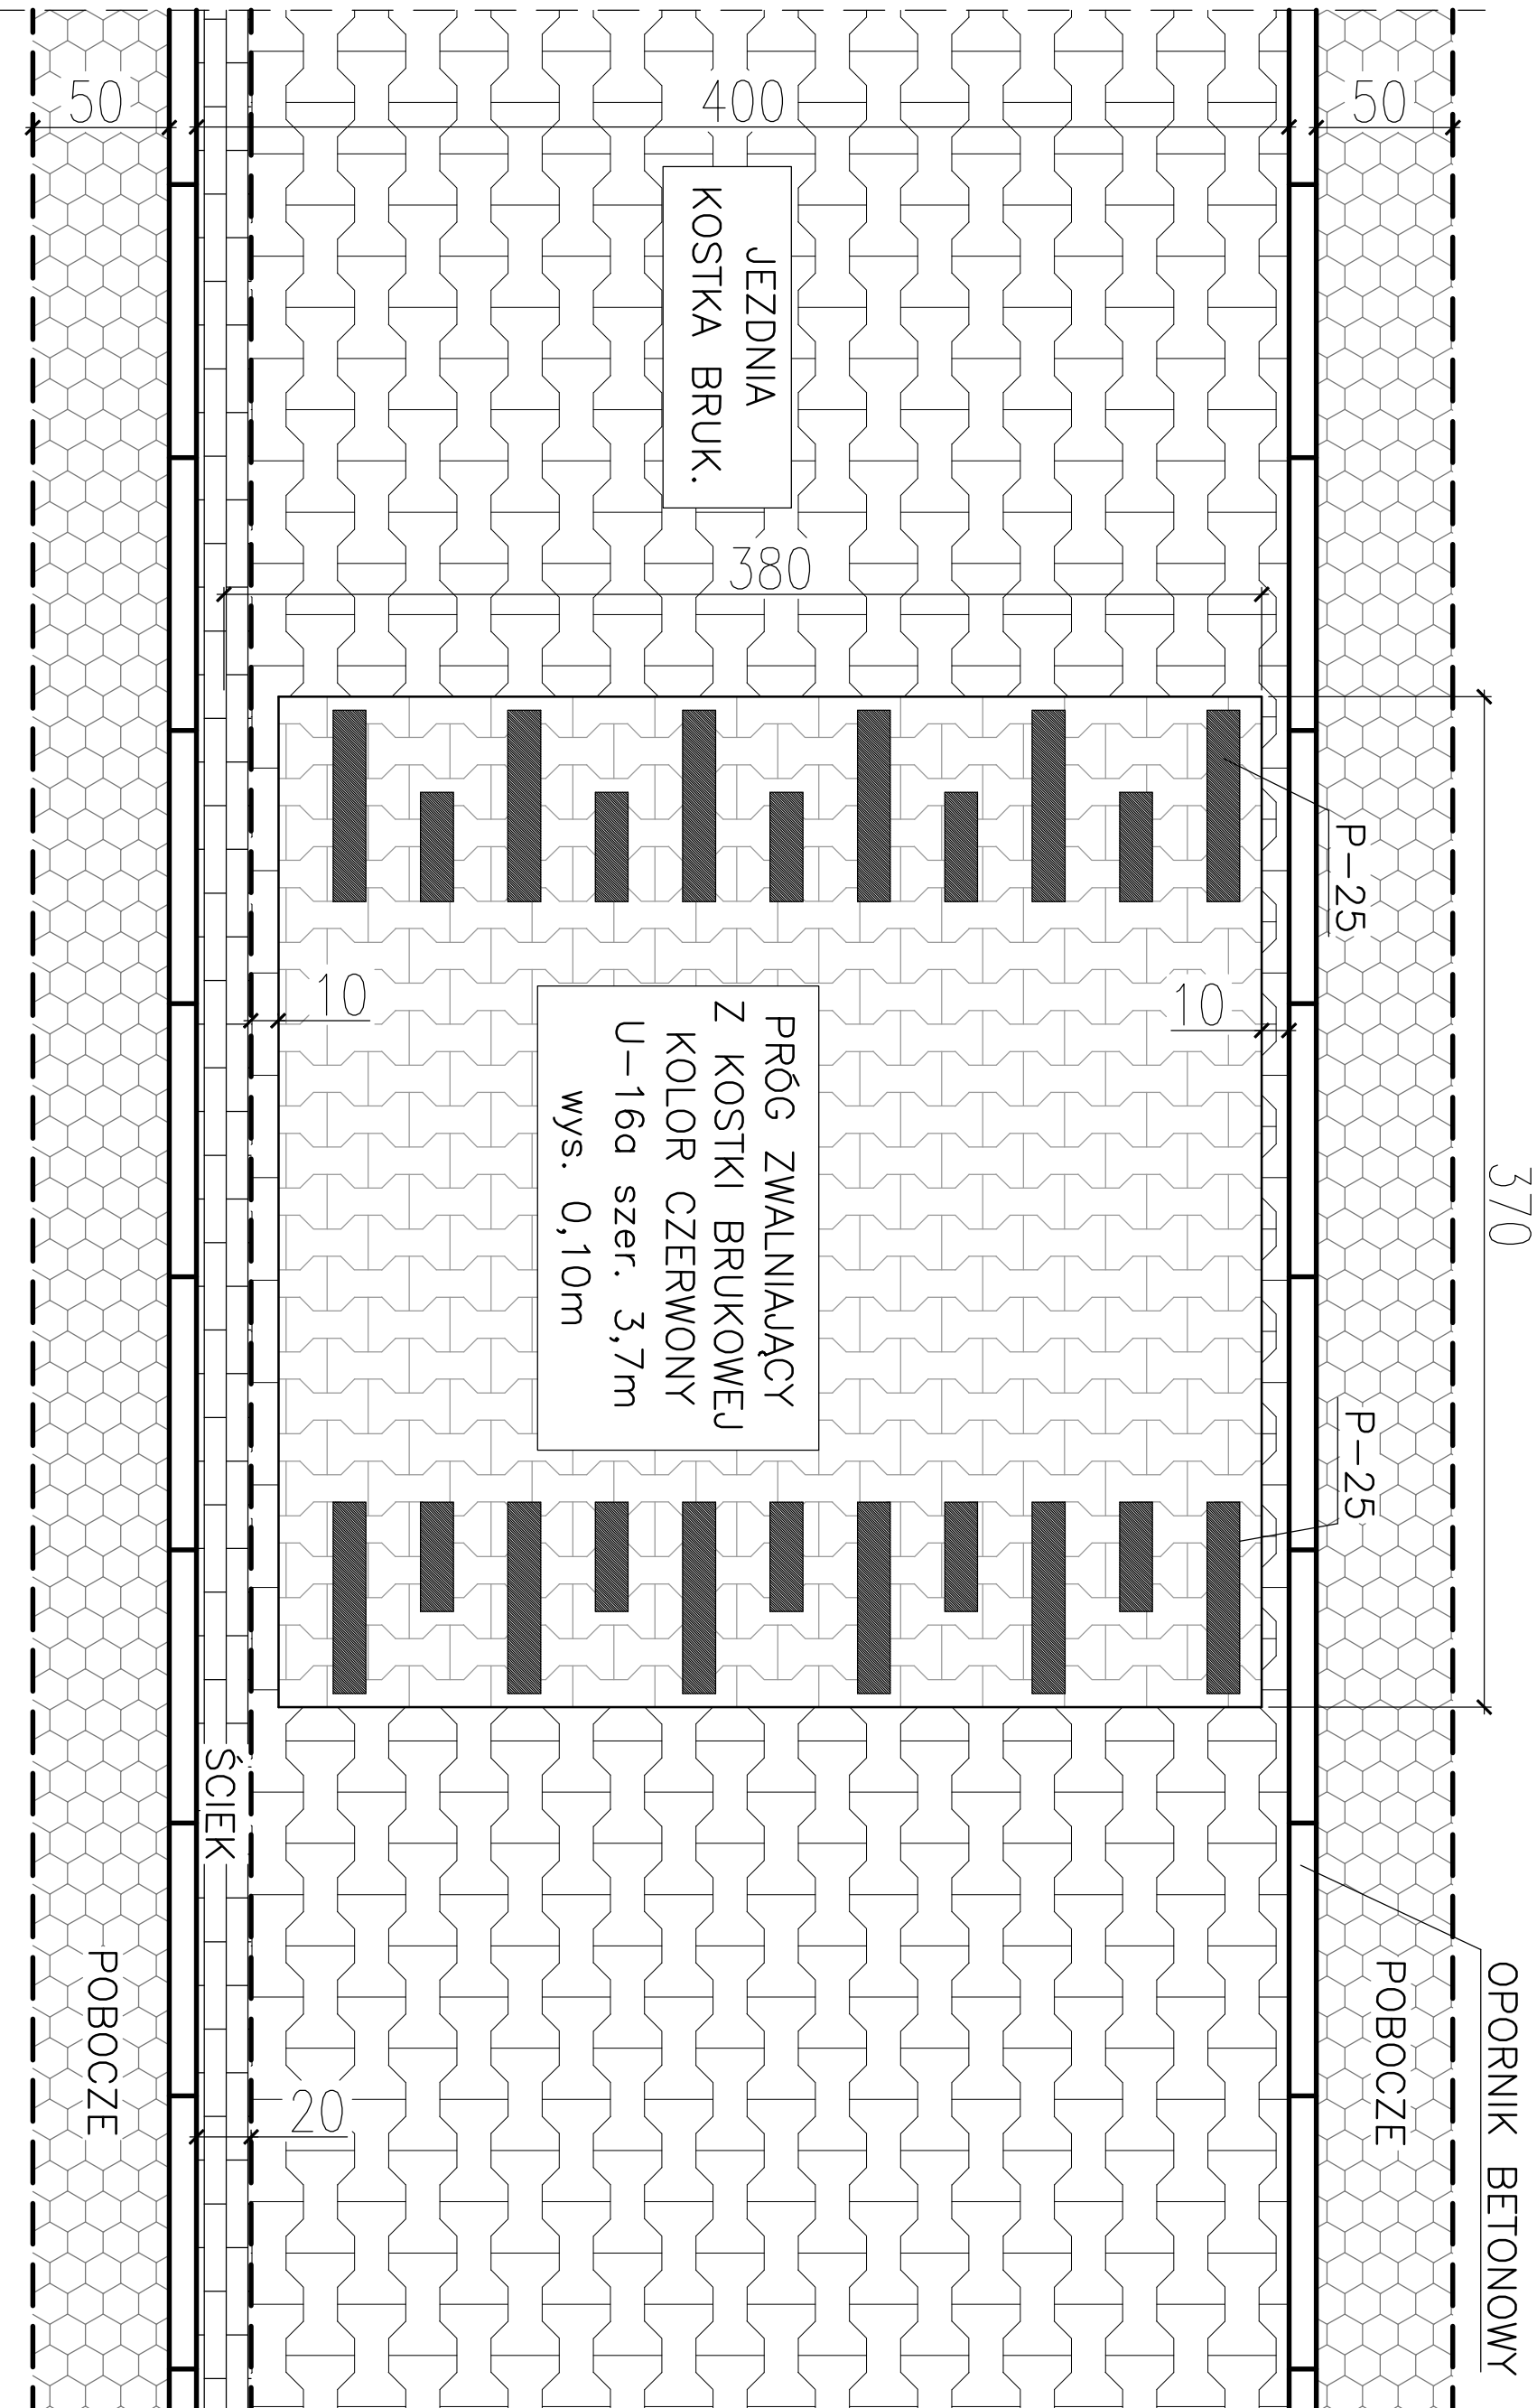 370
OPORNIK BETONOWY
50
P-25
P-25
POBOCZE
10
400
JEZDNIA
KOSTKA BRUK.
380
PRÓG ZWALNIAJĄCY
Z KOSTKI BRUKOWEJ
KOLOR CZERWONY
U-16a szer. 3,7m
wys. 0,10m
10
20
ŚCIEK
50
POBOCZE